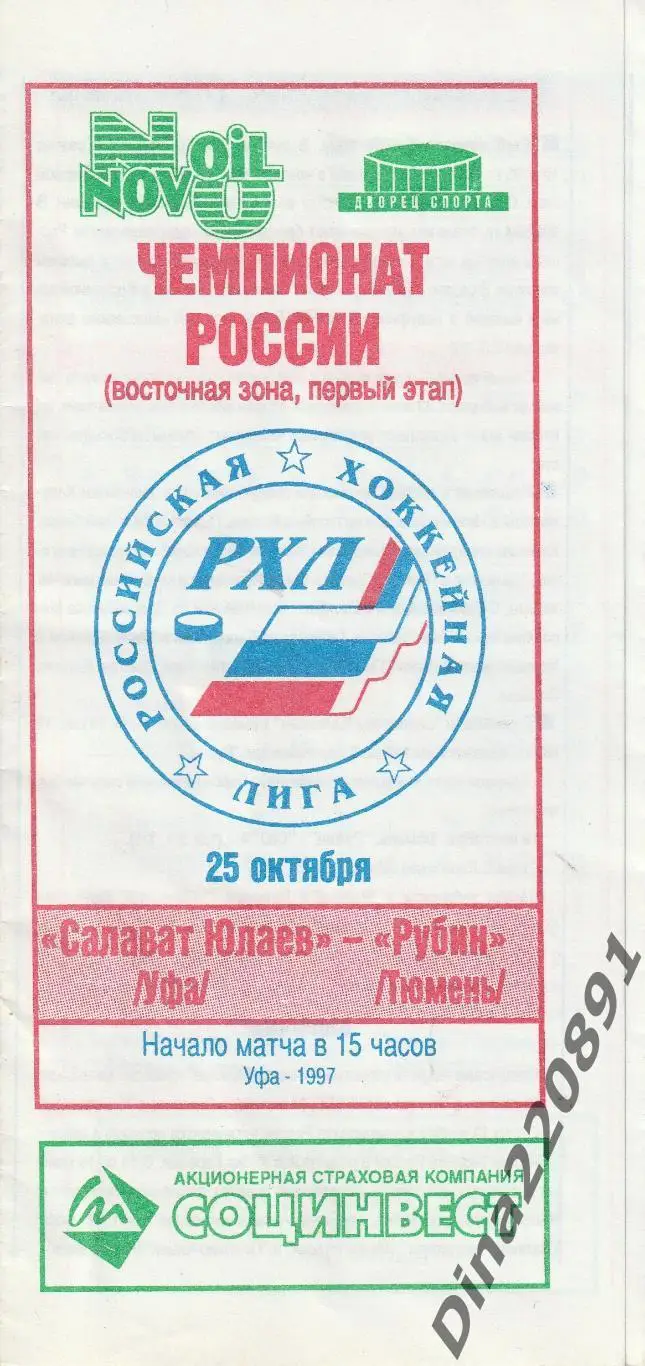 NOVOIL
NU
ДВОРЕЦ СПОРТА
ЧЕМПИОНАТ
РОССИИ
(восточная зона, первый этап)
РОССИЙСКАЯ ХОККЕЙНАЯ
РХЛ
ЛИГА
25 октября
«Салават Юлаев» – «Рубин»
/Уфа/ /Тюмень/
Начало матча в 15 часов
Уфа - 1997
АКЦИОНЕРНАЯ СТРАХОВАЯ КОМПАНИЯ
СОЦИНВЕСТ
Dina220891